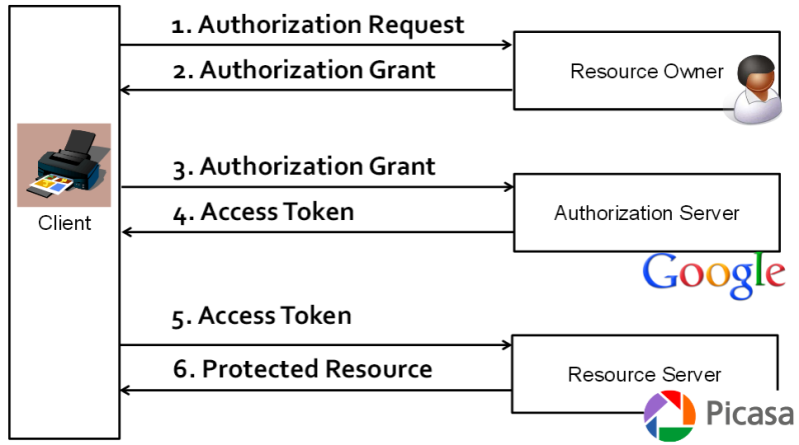 1. Authorization Request
2. Authorization Grant
Resource Owner
3. Authorization Grant
Client
4. Access Token
Authorization Server
Google
5. Access Token
6. Protected Resource
Resource Server
Picasa